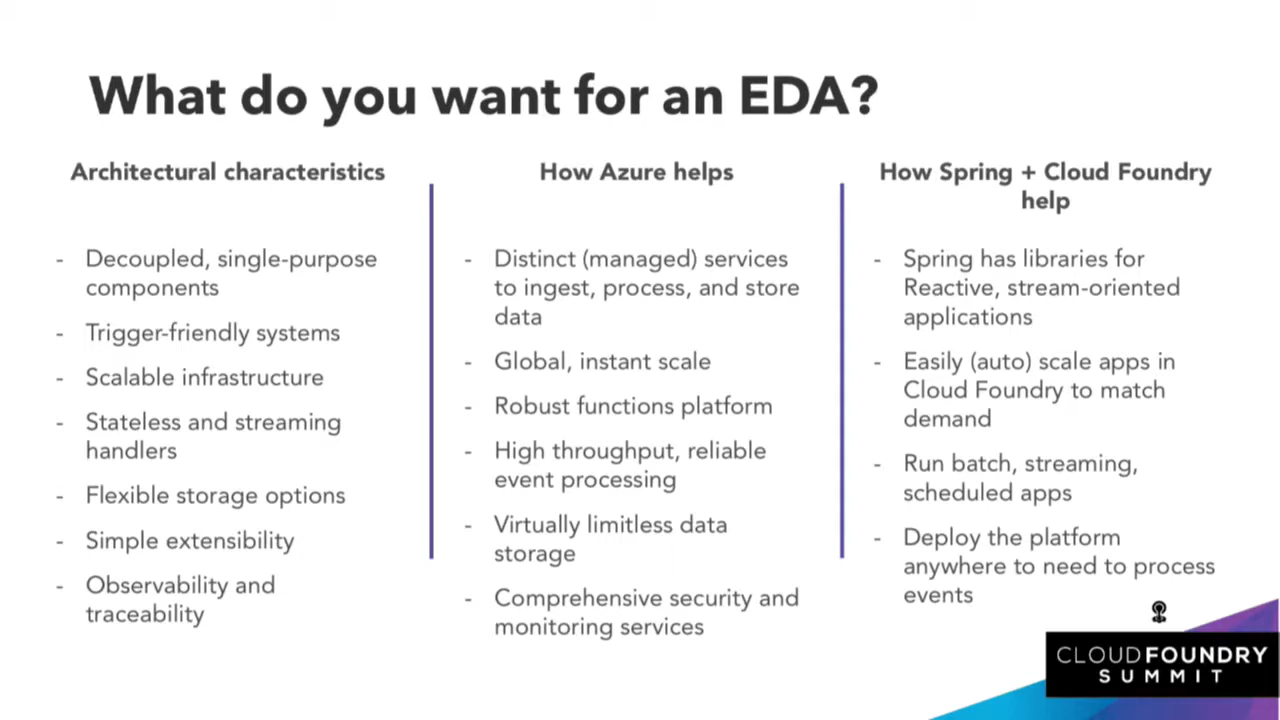 What do you want for an EDA?
Architectural characteristics
- Decoupled, single-purpose
components
- Trigger-friendly systems
- Scalable infrastructure
- Stateless and streaming
handlers
- Flexible storage options
- Simple extensibility
- Observability and
traceability
How Azure helps
- Distinct (managed) services
to ingest, process, and store
data
- Global, instant scale
- Robust functions platform
- High throughput, reliable
event processing
- Virtually limitless data
storage
- Comprehensive security and
monitoring services
How Spring + Cloud Foundry
help
- Spring has libraries for
Reactive, stream-oriented
applications
- Easily (auto) scale apps in
Cloud Foundry to match
demand
- Run batch, streaming,
scheduled apps
- Deploy the platform
anywhere to need to process
events
CLOUDFOUNDRY
SUMMIT